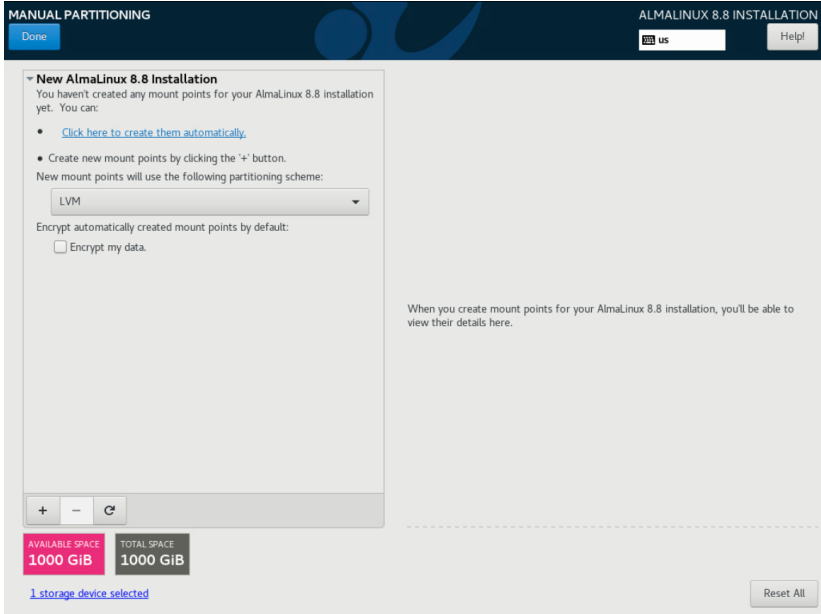 MANUAL PARTITIONING
ALMALINUX 8.8 INSTALLATION
Done
us
Help!
New AlmaLinux 8.8 Installation
You haven't created any mount points for your AlmaLinux 8.8 installation
yet. You can:
• Click here to create them automatically.
• Create new mount points by clicking the '+' button.
New mount points will use the following partitioning scheme:
LVM
Encrypt automatically created mount points by default:
Encrypt my data.
When you create mount points for your AlmaLinux 8.8 installation, you'll be able to
view their details here.
+ −
AVAILABLE SPACE
1000 GiB
TOTAL SPACE
1000 GiB
1 storage device selected
Reset All